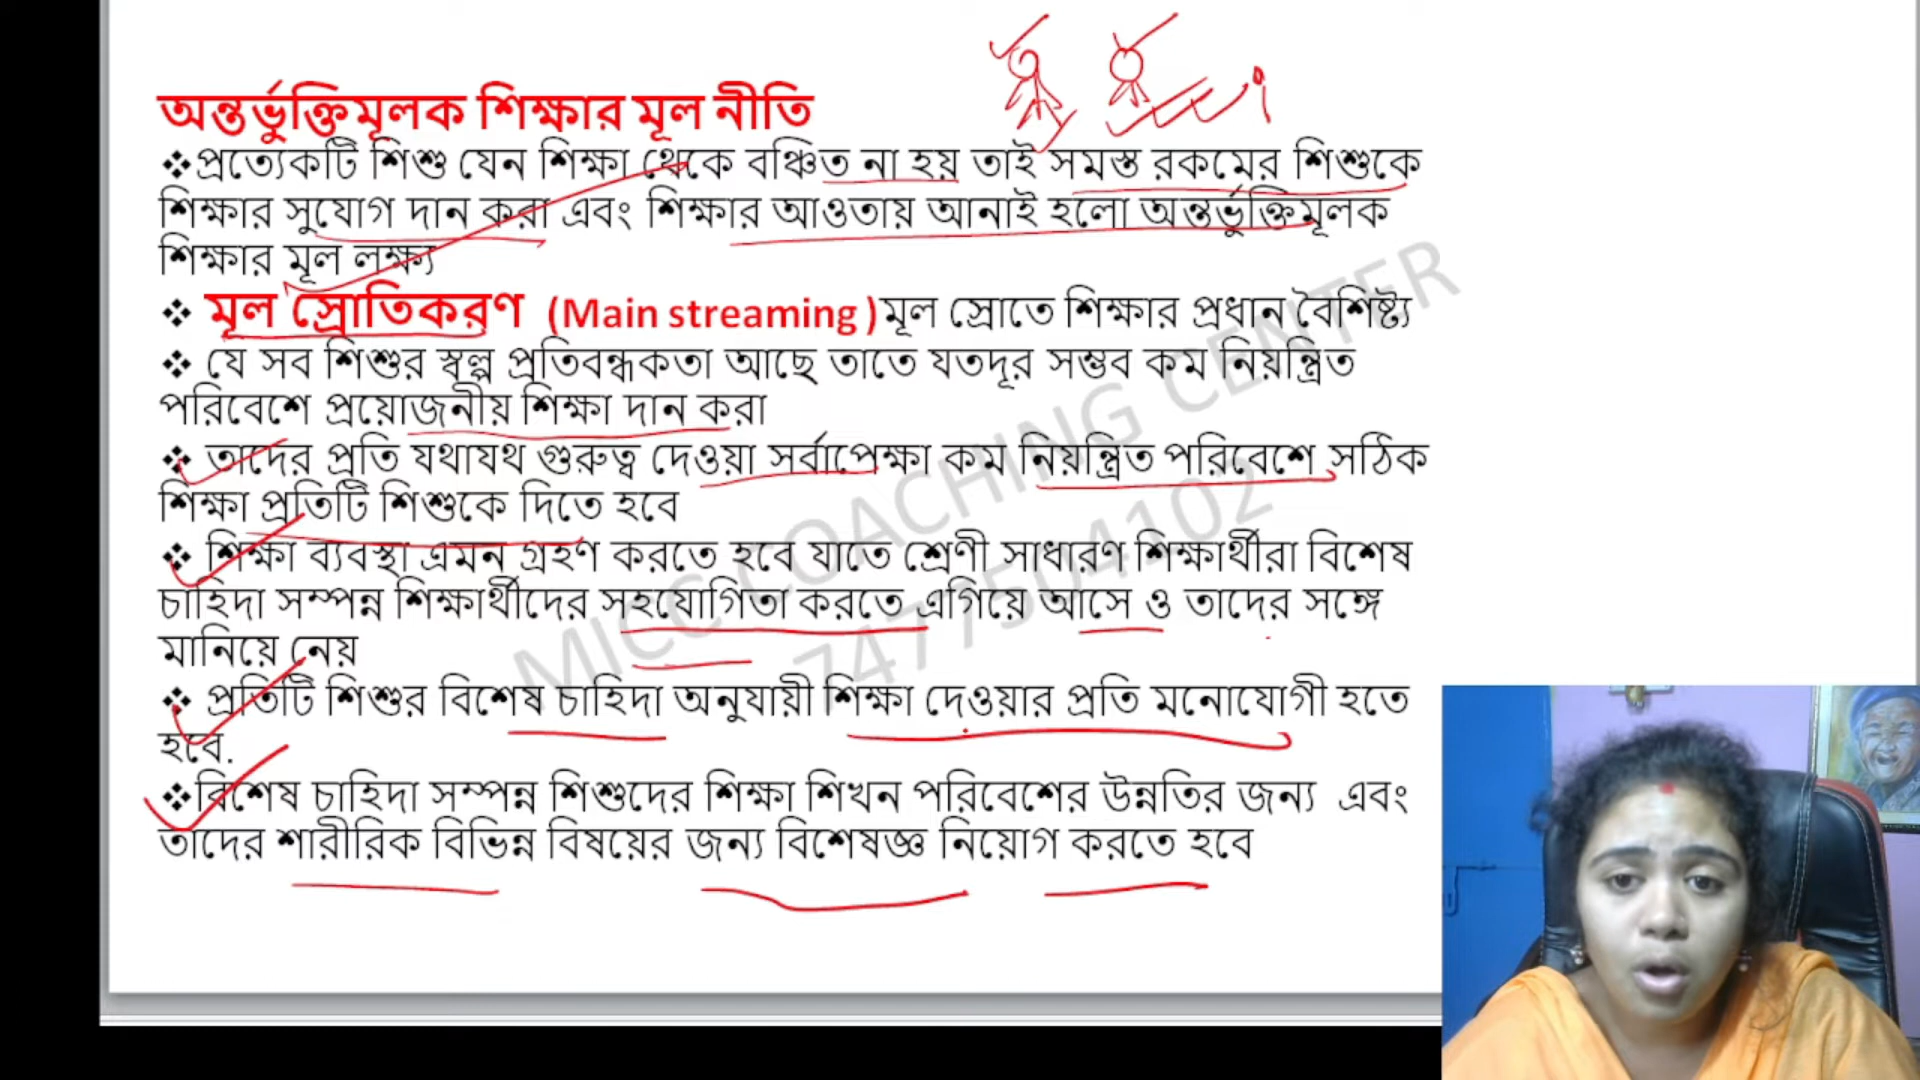 অন্তর্ভুক্তিমূলক শিক্ষার মূল নীতি
❖প্রত্যেকটি শিশু যেন শিক্ষা থেকে বঞ্চিত না হয় তাই সমস্ত রকমের শিশুকে
শিক্ষার সুযোগ দান করা এবং শিক্ষার আওতায় আনাই হলো অন্তর্ভুক্তিমূলক
শিক্ষার মূল লক্ষ্য
❖ মূল স্রোতিকরণ (Main streaming )মূল স্রোতে শিক্ষার প্রধান বৈশিষ্ট্য
❖ যে সব শিশুর স্বল্প প্রতিবন্ধকতা আছে তাতে যতদূর সম্ভব কম নিয়ন্ত্রিত
পরিবেশে প্রয়োজনীয় শিক্ষা দান করা
❖ তাদের প্রতি যথাযথ গুরুত্ব দেওয়া সর্বাপেক্ষা কম নিয়ন্ত্রিত পরিবেশে সঠিক
শিক্ষা প্রতিটি শিশুকে দিতে হবে
❖ শিক্ষা ব্যবস্থা এমন গ্রহণ করতে হবে যাতে শ্রেণী সাধারণ শিক্ষার্থীরা বিশেষ
চাহিদা সম্পন্ন শিক্ষার্থীদের সহযোগিতা করতে এগিয়ে আসে ও তাদের সঙ্গে
মানিয়ে নেয়
❖ প্রতিটি শিশুর বিশেষ চাহিদা অনুযায়ী শিক্ষা দেওয়ার প্রতি মনোযোগী হতে
হবে.
❖বিশেষ চাহিদা সম্পন্ন শিশুদের শিক্ষা শিখন পরিবেশের উন্নতির জন্য এবং
তাদের শারীরিক বিভিন্ন বিষয়ের জন্য বিশেষজ্ঞ নিয়োগ করতে হবে
MICC COACHING CENTER
7477504102